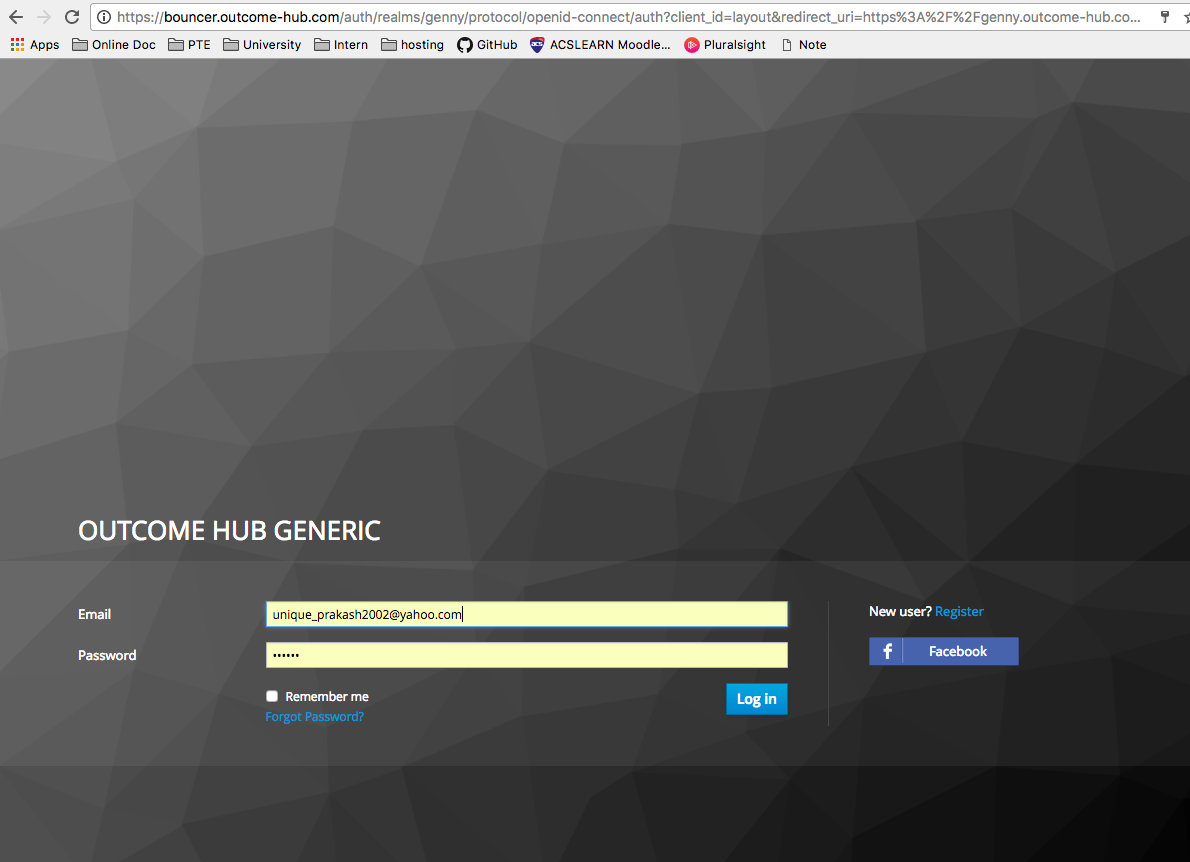 https://bouncer.outcome-hub.com/auth/realms/genny/protocol/openid-connect/auth?client_id=layout&redirect_uri=https%3A%2F%2Fgenny.outcome-hub.co...
Apps Online Doc PTE University Intern hosting GitHub ACSLEARN Moodle... Pluralsight Note
OUTCOME HUB GENERIC
Email unique_prakash2002@yahoo.com
Password ••••••
Remember me
Forgot Password?
Log in
New user? Register
f Facebook